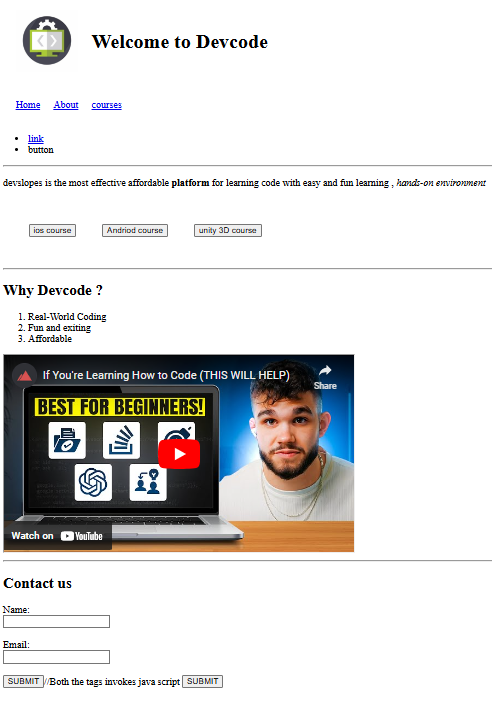 Welcome to Devcode
Home About courses
link
button
devslopes is the most effective affordable platform for learning code with easy and fun learning , hands-on environment
ios course Andriod course unity 3D course
Why Devcode ?
1. Real-World Coding
2. Fun and exiting
3. Affordable
If You're Learning How to Code (THIS WILL HELP)
Share
BEST FOR BEGINNERS!
Watch on YouTube
Contact us
Name:
Email:
SUBMIT//Both the tags invokes java script SUBMIT